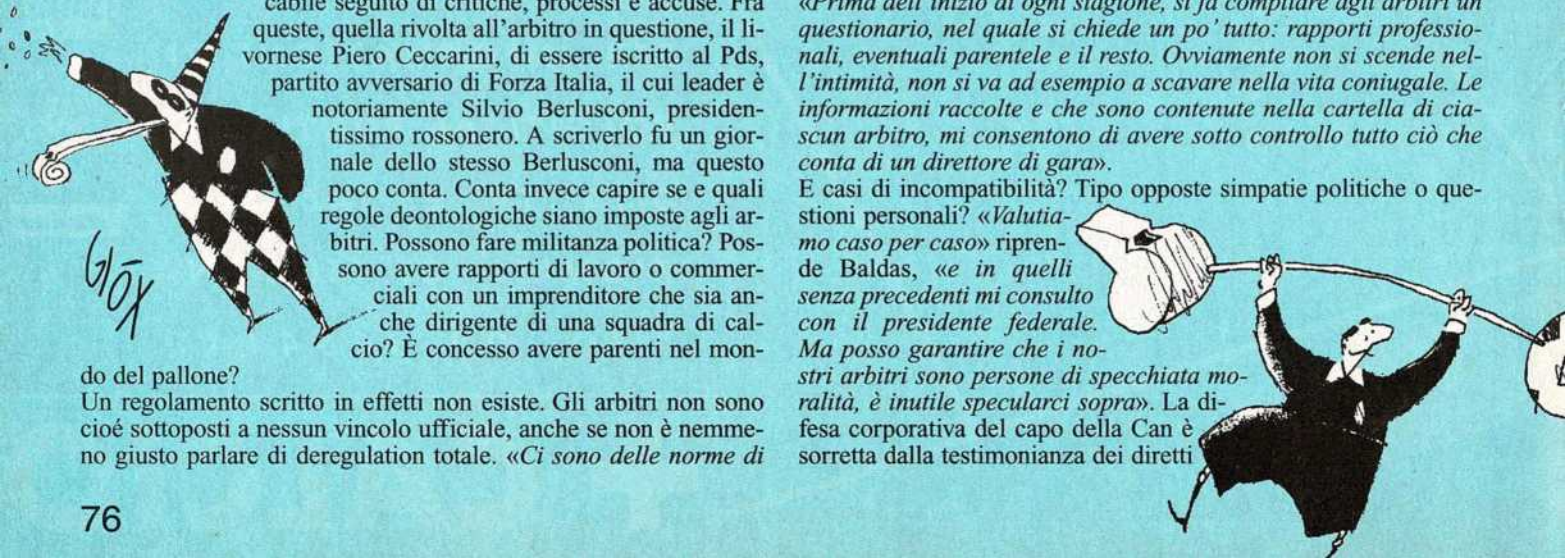 cabile seguito di critiche, processi e accuse. Fra
queste, quella rivolta all'arbitro in questione, il li-
vornese Piero Ceccarini, di essere iscritto al Pds,
partito avversario di Forza Italia, il cui leader è
notoriamente Silvio Berlusconi, presiden-
tissimo rossonero. A scriverlo fu un gior-
nale dello stesso Berlusconi, ma questo
poco conta. Conta invece capire se e quali
regole deontologiche siano imposte agli ar-
bitri. Possono fare militanza politica? Pos-
sono avere rapporti di lavoro o commer-
ciali con un imprenditore che sia an-
che dirigente di una squadra di cal-
cio? È concesso avere parenti nel mon-
do del pallone?
Un regolamento scritto in effetti non esiste. Gli arbitri non sono
cioé sottoposti a nessun vincolo ufficiale, anche se non è nemme-
no giusto parlare di deregulation totale. «Ci sono delle norme di
«Prima dell'inizio di ogni stagione, si fa compilare agli arbitri un
questionario, nel quale si chiede un po' tutto: rapporti professio-
nali, eventuali parentele e il resto. Ovviamente non si scende nel-
l'intimità, non si va ad esempio a scavare nella vita coniugale. Le
informazioni raccolte e che sono contenute nella cartella di cia-
scun arbitro, mi consentono di avere sotto controllo tutto ciò che
conta di un direttore di gara».
E casi di incompatibilità? Tipo opposte simpatie politiche o que-
stioni personali? «Valutia-
mo caso per caso» ripren-
de Baldas, «e in quelli
senza precedenti mi consulto
con il presidente federale.
Ma posso garantire che i no-
stri arbitri sono persone di specchiata mo-
ralità, è inutile specularci sopra». La di-
fesa corporativa del capo della Can è
sorretta dalla testimonianza dei diretti
GIÒX
76